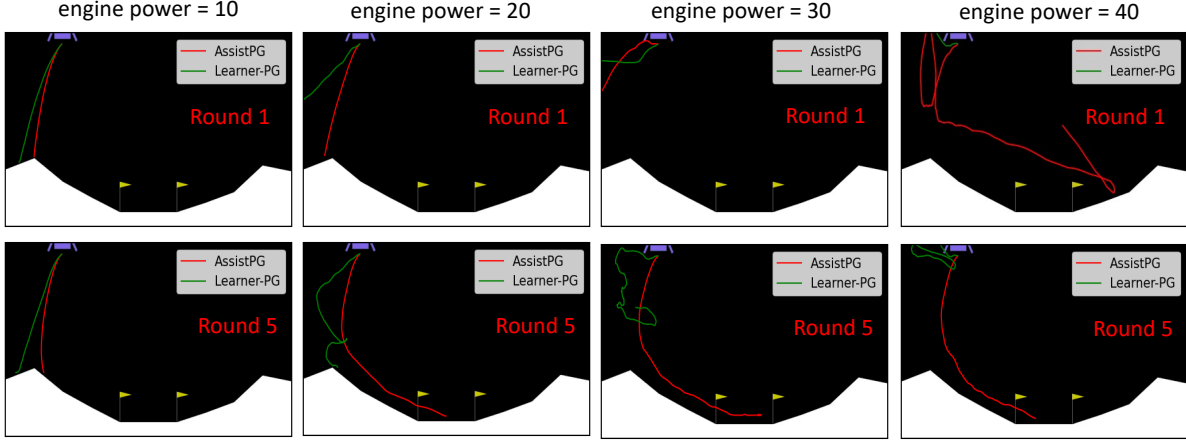 engine power = 10
engine power = 20
engine power = 30
engine power = 40
AssistPG
Learner-PG
Round 1
AssistPG
Learner-PG
Round 1
AssistPG
Learner-PG
Round 1
AssistPG
Learner-PG
Round 1
AssistPG
Learner-PG
Round 5
AssistPG
Learner-PG
Round 5
AssistPG
Learner-PG
Round 5
AssistPG
Learner-PG
Round 5